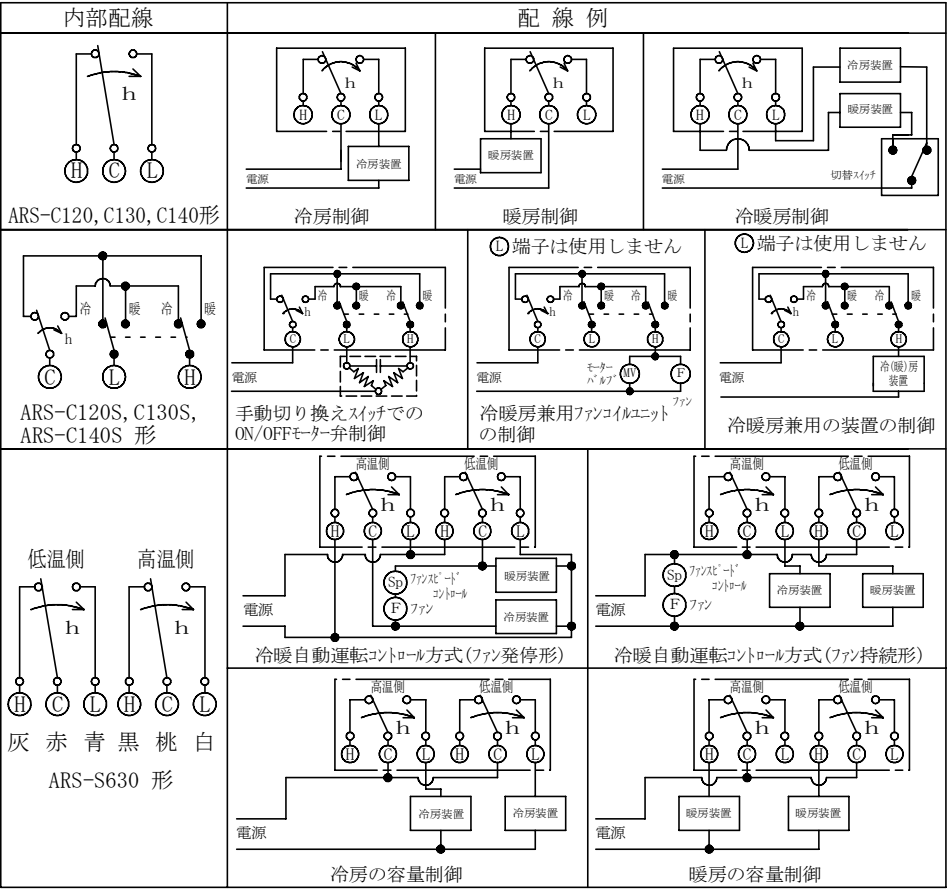 内部配線
配線例
h
H C L
ARS-C120, C130, C140形
h
H C L
冷房装置
電源
冷房制御
h
H C L
暖房装置
電源
暖房制御
h
H C L
冷房装置
暖房装置
切替スイッチ
電源
冷暖房制御
冷 暖 冷 暖
h
C L H
ARS-C120S, C130S,
ARS-C140S 形
冷 暖 冷 暖
h
C L H
電源
手動切り換えスイッチでの
ON/OFFモーター弁制御
Ⓛ端子は使用しません
冷 暖 冷 暖
h
C L H
モーター
バルブ
MV F
ファン
電源
冷暖房兼用ファンコイルユニット
の制御
Ⓛ端子は使用しません
冷 暖 冷 暖
h
C L H
冷(暖)房
装置
電源
冷暖房兼用の装置の制御
低温側 高温側
h h
H C L H C L
灰 赤 青 黒 桃 白
ARS-S630 形
高温側 低温側
h h
H C L H C L
Sp ファンスピード
コントロール
F ファン
暖房装置
冷房装置
電源
冷暖自動運転コントロール方式(ファン発停形)
高温側 低温側
h h
H C L H C L
Sp ファンスピード
コントロール
F ファン
冷房装置 暖房装置
電源
冷暖自動運転コントロール方式(ファン持続形)
高温側 低温側
h h
H C L H C L
冷房装置 冷房装置
電源
冷房の容量制御
高温側 低温側
h h
H C L H C L
暖房装置 暖房装置
電源
暖房の容量制御